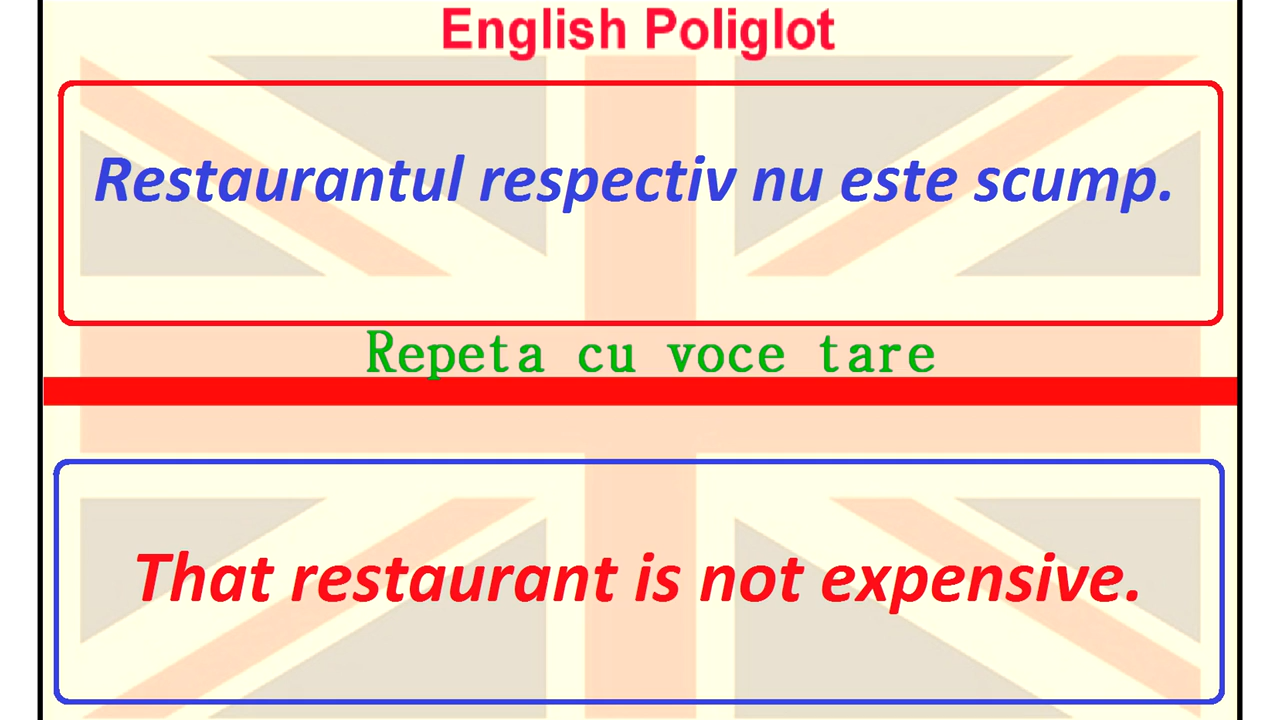 English Poliglot
Restaurantul respectiv nu este scump.
Repeta cu voce tare
That restaurant is not expensive.